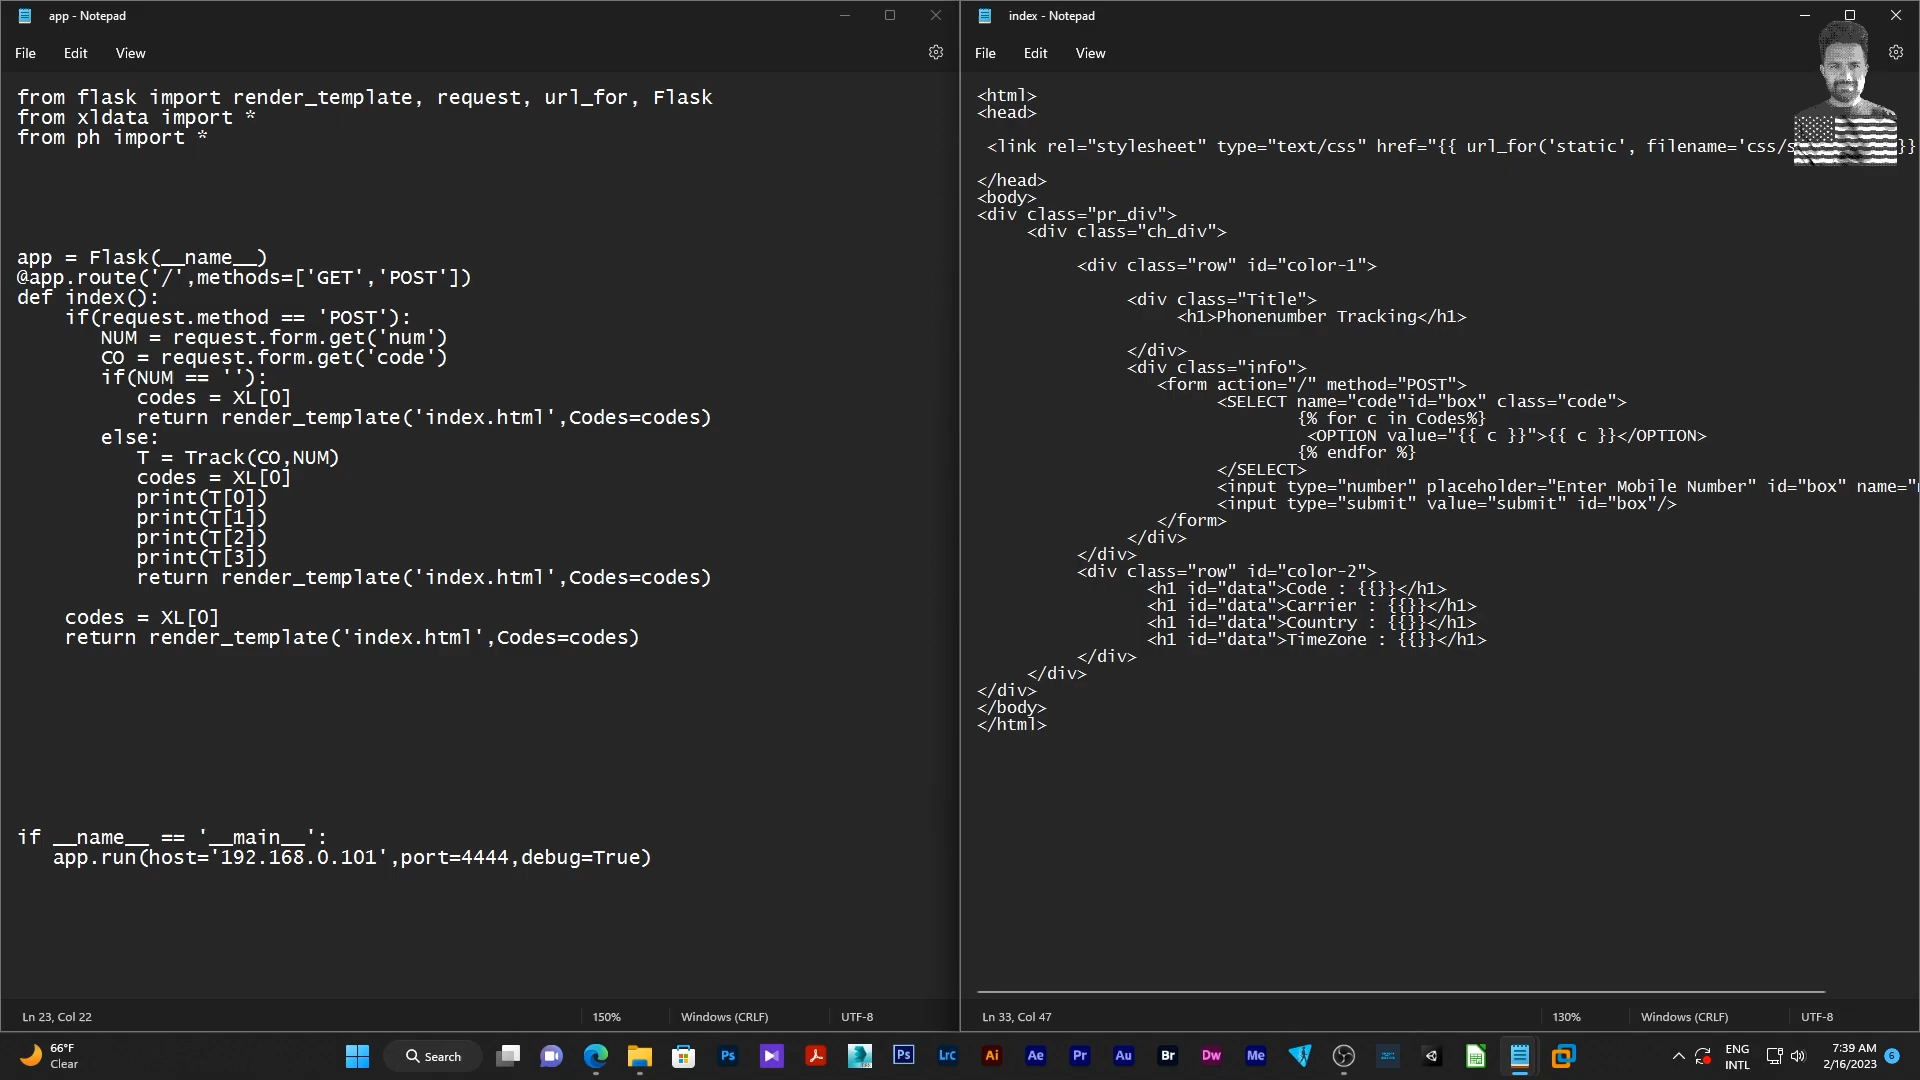 app - Notepad
File Edit View
from flask import render_template, request, url_for, Flask
from xldata import *
from ph import *
app = Flask(__name__)
@app.route('/',methods=['GET','POST'])
def index():
    if(request.method == 'POST'):
       NUM = request.form.get('num')
       CO = request.form.get('code')
       if(NUM == ''):
          codes = XL[0]
          return render_template('index.html',Codes=codes)
       else:
          T = Track(CO,NUM)
          codes = XL[0]
          print(T[0])
          print(T[1])
          print(T[2])
          print(T[3])
          return render_template('index.html',Codes=codes)
    codes = XL[0]
    return render_template('index.html',Codes=codes)
if __name__ == '__main__':
   app.run(host='192.168.0.101',port=4444,debug=True)
Ln 23, Col 22 150% Windows (CRLF) UTF-8
index - Notepad
File Edit View
<html>
<head>
<link rel="stylesheet" type="text/css" href="{{ url_for('static', filename='css/s }}
</head>
<body>
<div class="pr_div">
     <div class="ch_div">
          <div class="row" id="color-1">
               <div class="Title">
                    <h1>Phonenumber Tracking</h1>
               </div>
               <div class="info">
                  <form action="/" method="POST">
                        <SELECT name="code"id="box" class="code">
                                {% for c in Codes%}
                                 <OPTION value="{{ c }}">{{ c }}</OPTION>
                                {% endfor %}
                        </SELECT>
                        <input type="number" placeholder="Enter Mobile Number" id="box" name="
                        <input type="submit" value="submit" id="box"/>
                  </form>
               </div>
          </div>
          <div class="row" id="color-2">
                 <h1 id="data">Code : {{}}</h1>
                 <h1 id="data">Carrier : {{}}</h1>
                 <h1 id="data">Country : {{}}</h1>
                 <h1 id="data">TimeZone : {{}}</h1>
          </div>
     </div>
</div>
</body>
</html>
Ln 33, Col 47 130% Windows (CRLF) UTF-8
66°F
Clear
Search
Ps
Ps
LrC
Ai
Ae
Pr
Au
Br
Dw
Me
ENG
INTL
7:39 AM
2/16/2023
6